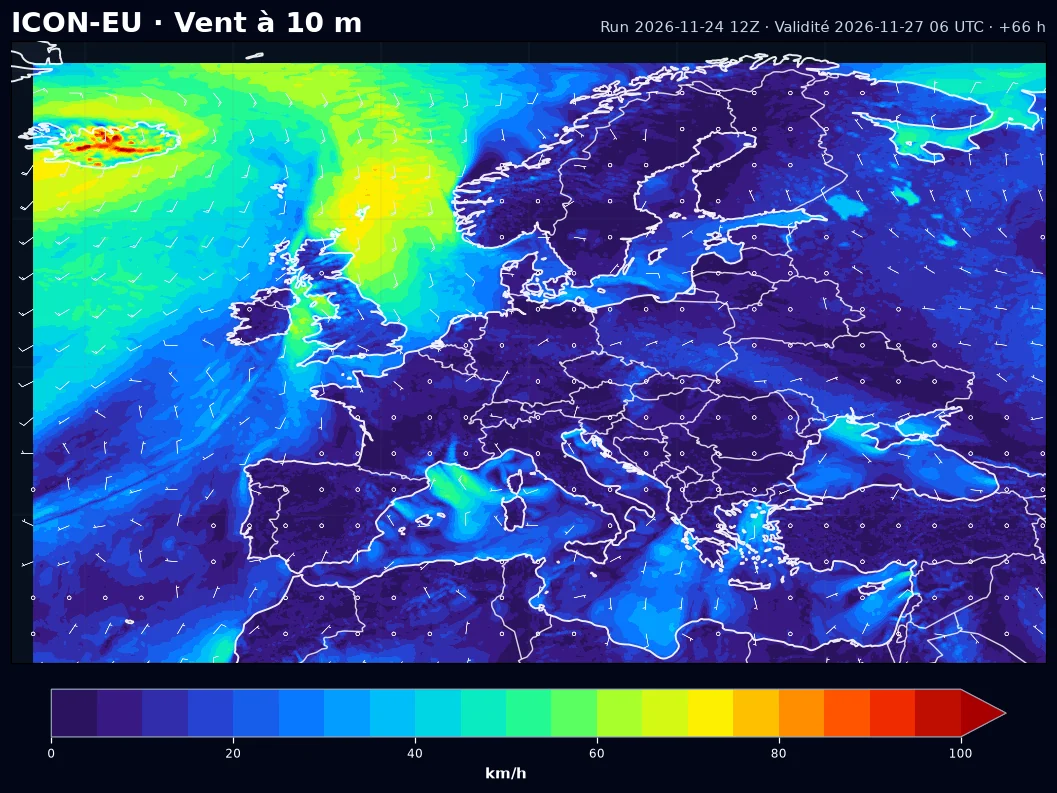 ICON-EU · Vent à 10 m
Run 2026-11-24 12Z · Validité 2026-11-27 06 UTC · +66 h
0 20 40 60 80 100
km/h